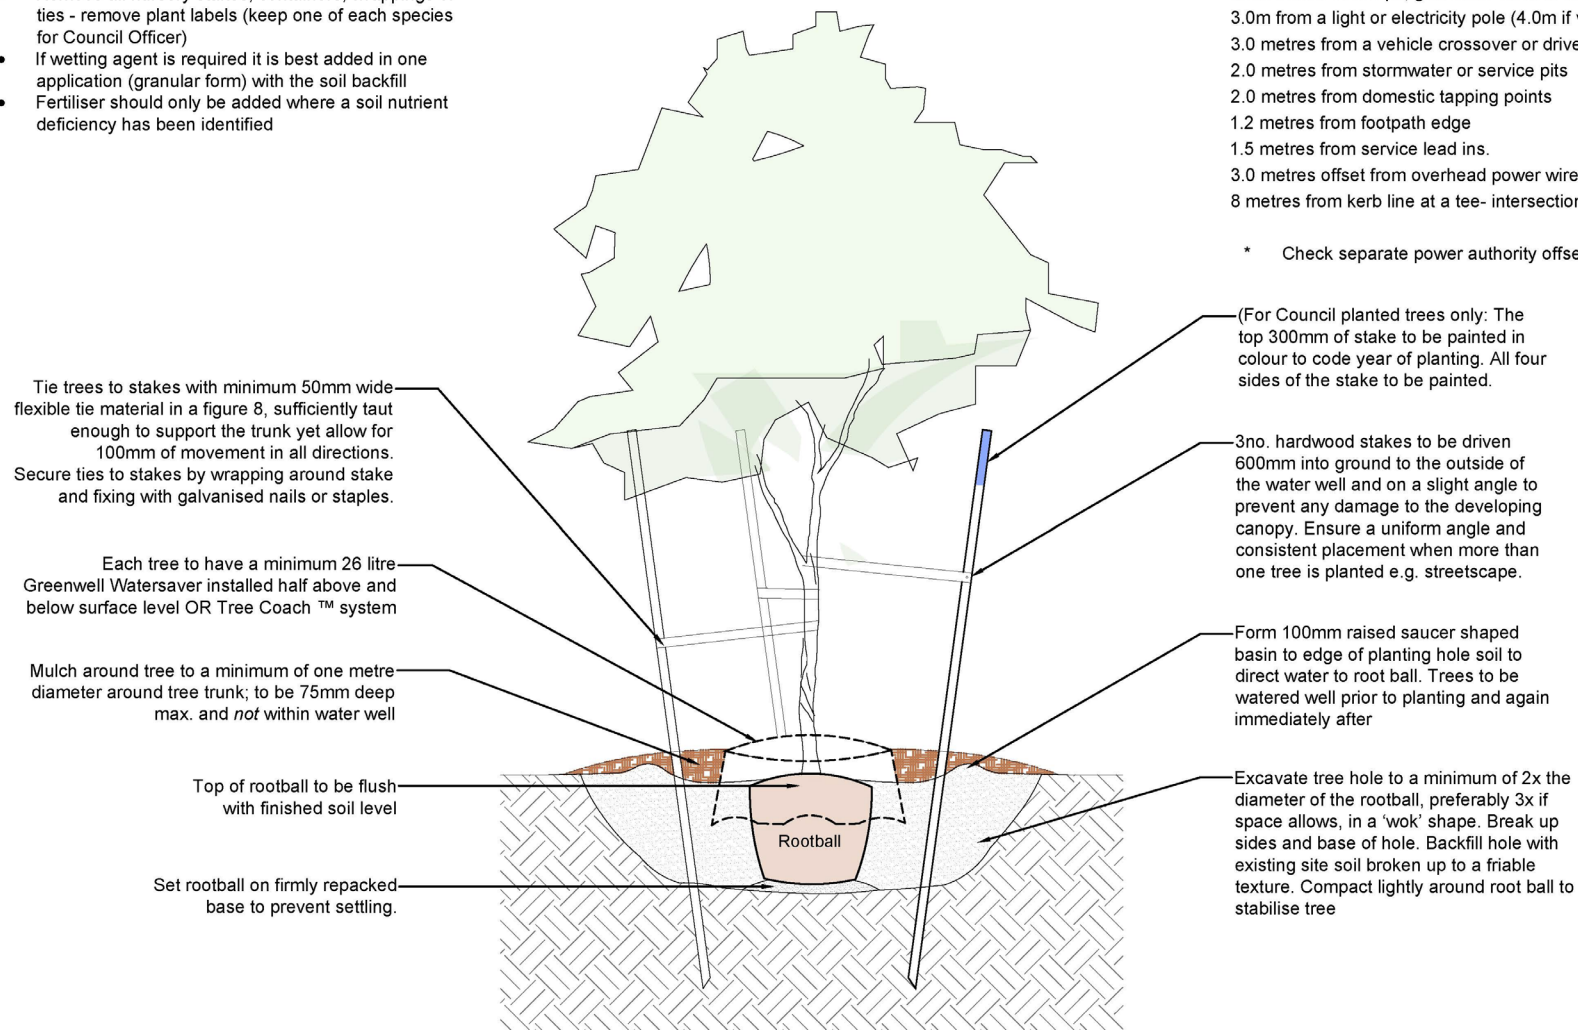 ties - remove plant labels (keep one of each species
for Council Officer)
• If wetting agent is required it is best added in one
application (granular form) with the soil backfill
• Fertiliser should only be added where a soil nutrient
deficiency has been identified
3.0m from a light or electricity pole (4.0m if
3.0 metres from a vehicle crossover or
2.0 metres from stormwater or service pits
2.0 metres from domestic tapping points
1.2 metres from footpath edge
1.5 metres from service lead ins.
3.0 metres offset from overhead power
8 metres from kerb line at a tee- intersection
* Check separate power authority
Tie trees to stakes with minimum 50mm wide
flexible tie material in a figure 8, sufficiently taut
enough to support the trunk yet allow for
100mm of movement in all directions.
Secure ties to stakes by wrapping around stake
and fixing with galvanised nails or staples.
Each tree to have a minimum 26 litre
Greenwell Watersaver installed half above and
below surface level OR Tree Coach ™ system
Mulch around tree to a minimum of one metre
diameter around tree trunk; to be 75mm deep
max. and not within water well
Top of rootball to be flush
with finished soil level
Set rootball on firmly repacked
base to prevent settling.
Rootball
(For Council planted trees only: The
top 300mm of stake to be painted in
colour to code year of planting. All four
sides of the stake to be painted.
3no. hardwood stakes to be driven
600mm into ground to the outside of
the water well and on a slight angle to
prevent any damage to the developing
canopy. Ensure a uniform angle and
consistent placement when more than
one tree is planted e.g. streetscape.
Form 100mm raised saucer shaped
basin to edge of planting hole soil to
direct water to root ball. Trees to be
watered well prior to planting and again
immediately after
Excavate tree hole to a minimum of 2x the
diameter of the rootball, preferably 3x if
space allows, in a ‘wok’ shape. Break up
sides and base of hole. Backfill hole with
existing site soil broken up to a friable
texture. Compact lightly around root ball to
stabilise tree